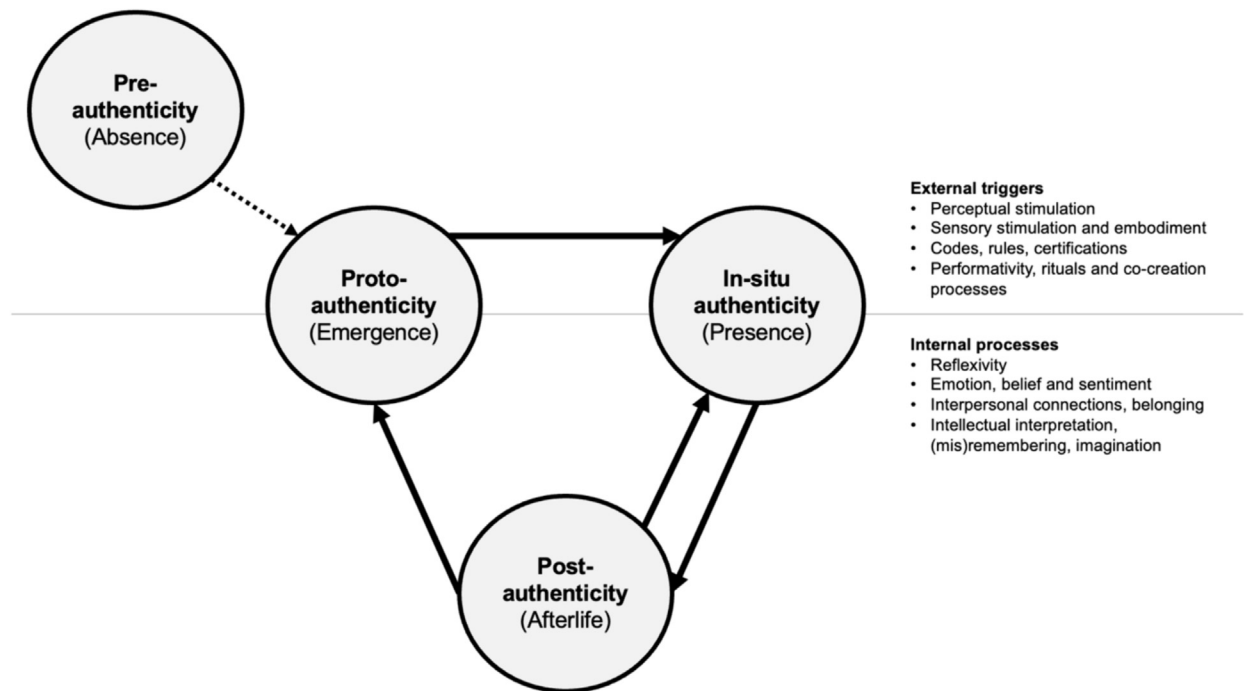 Pre-
authenticity
(Absence)
Proto-
authenticity
(Emergence)
In-situ
authenticity
(Presence)
External triggers
• Perceptual stimulation
• Sensory stimulation and embodiment
• Codes, rules, certifications
• Performativity, rituals and co-creation
processes
Internal processes
• Reflexivity
• Emotion, belief and sentiment
• Interpersonal connections, belonging
• Intellectual interpretation,
(mis)remembering, imagination
Post-
authenticity
(Afterlife)